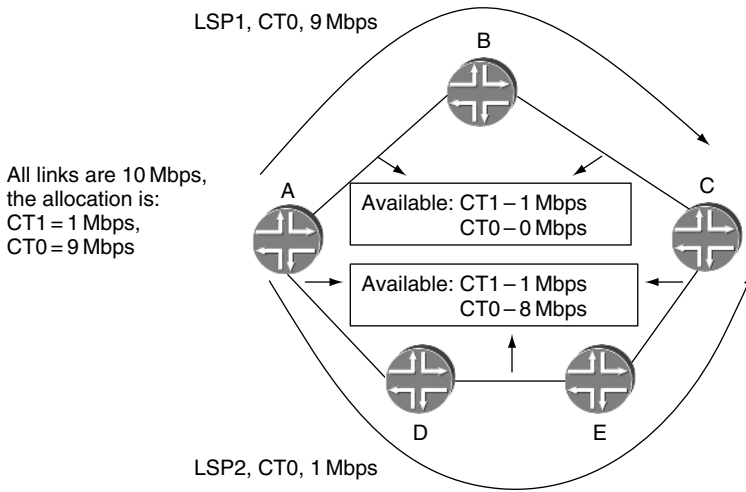 LSP1, CT0, 9 Mbps
B
All links are 10 Mbps,
the allocation is:
CT1 = 1 Mbps,
CT0 = 9 Mbps
A
C
Available: CT1 – 1 Mbps
CT0 – 0 Mbps
Available: CT1 – 1 Mbps
CT0 – 8 Mbps
D
E
LSP2, CT0, 1 Mbps